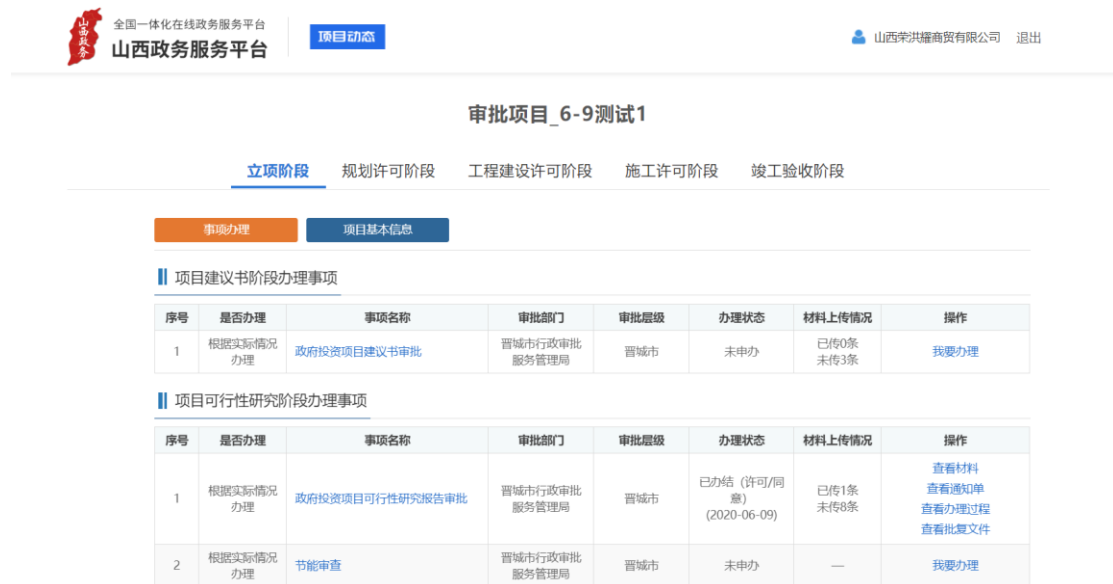 山西政务
全国一体化在线政务服务平台
山西政务服务平台
项目动态
山西荣洪耀商贸有限公司 退出
审批项目_6-9测试1
立项阶段 规划许可阶段 工程建设许可阶段 施工许可阶段 竣工验收阶段
事项办理 项目基本信息
项目建议书阶段办理事项
序号 是否办理 事项名称 审批部门 审批层级 办理状态 材料上传情况 操作
1 根据实际情况办理 政府投资项目建议书审批 晋城市行政审批服务管理局 晋城市 未申办 已传0条 未传3条 我要办理
项目可行性研究阶段办理事项
序号 是否办理 事项名称 审批部门 审批层级 办理状态 材料上传情况 操作
1 根据实际情况办理 政府投资项目可行性研究报告审批 晋城市行政审批服务管理局 晋城市 已办结（许可/同意）(2020-06-09) 已传1条 未传8条 查看材料
查看通知单
查看办理过程
查看批复文件
2 根据实际情况办理 节能审查 晋城市行政审批服务管理局 晋城市 未申办 — 我要办理